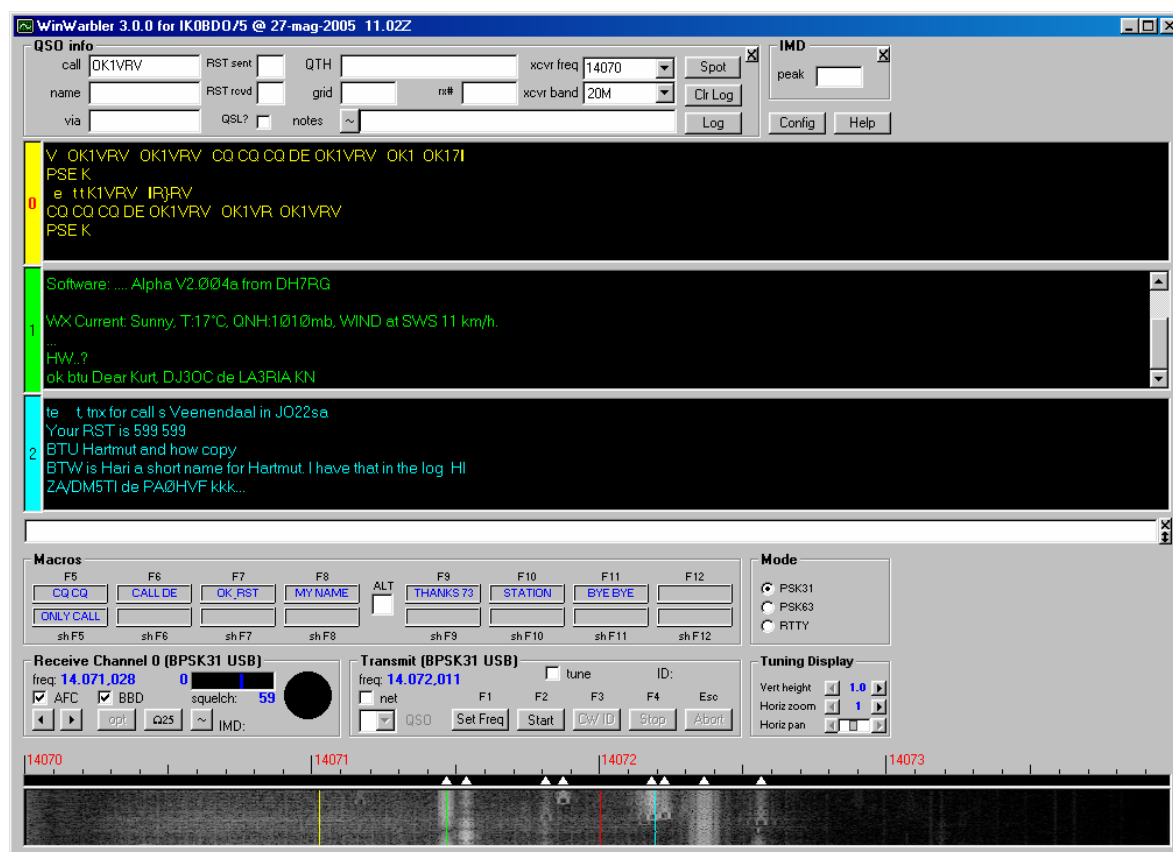 WinWarbler 3.0.0 for IK0BDO/5 @ 27-mag-2005 11.02Z
QSO info
call OK1VRV RST sent QTH xcvr freq 14070 Spot
name RST rcvd grid rx# xcvr band 20M Clr Log
via QSL? notes ~ Log
IMD
peak
Config Help
0
V OK1VRV OK1VRV CQ CQ CQ DE OK1VRV OK1 OK17I
PSE K
e ttK1VRV IR}RV
CQ CQ CQ DE OK1VRV OK1VR OK1VRV
PSE K
1
Software: .... Alpha V2.ØØ4a from DH7RG
WX Current: Sunny, T:17°C, QNH:1Ø1Ømb, WIND at SWS 11 km/h.
...
HW..?
ok btu Dear Kurt, DJ3OC de LA3RIA KN
2
te t, tnx for call s Veenendaal in JO22sa
Your RST is 599 599
BTU Hartmut and how copy
BTW is Hari a short name for Hartmut. I have that in the log HI
ZA/DM5TI de PAØHVF kkk...
Macros
F5 F6 F7 F8 ALT F9 F10 F11 F12
CQ CQ CALL DE OK_RST MY NAME THANKS 73 STATION BYE BYE
ONLY CALL
sh F5 sh F6 sh F7 sh F8 sh F9 sh F10 sh F11 sh F12
Mode
PSK31
PSK63
RTTY
Receive Channel 0 (BPSK31 USB)
freq: 14.071,028 0
AFC BBD squelch: 59
opt Ω25 ~ IMD:
Transmit (BPSK31 USB)
tune ID:
freq: 14.072,011
net F1 F2 F3 F4 Esc
QSO Set Freq Start CW ID Stop Abort
Tuning Display
Vert height 1.0
Horiz zoom 1
Horiz pan
14070 14071 14072 14073